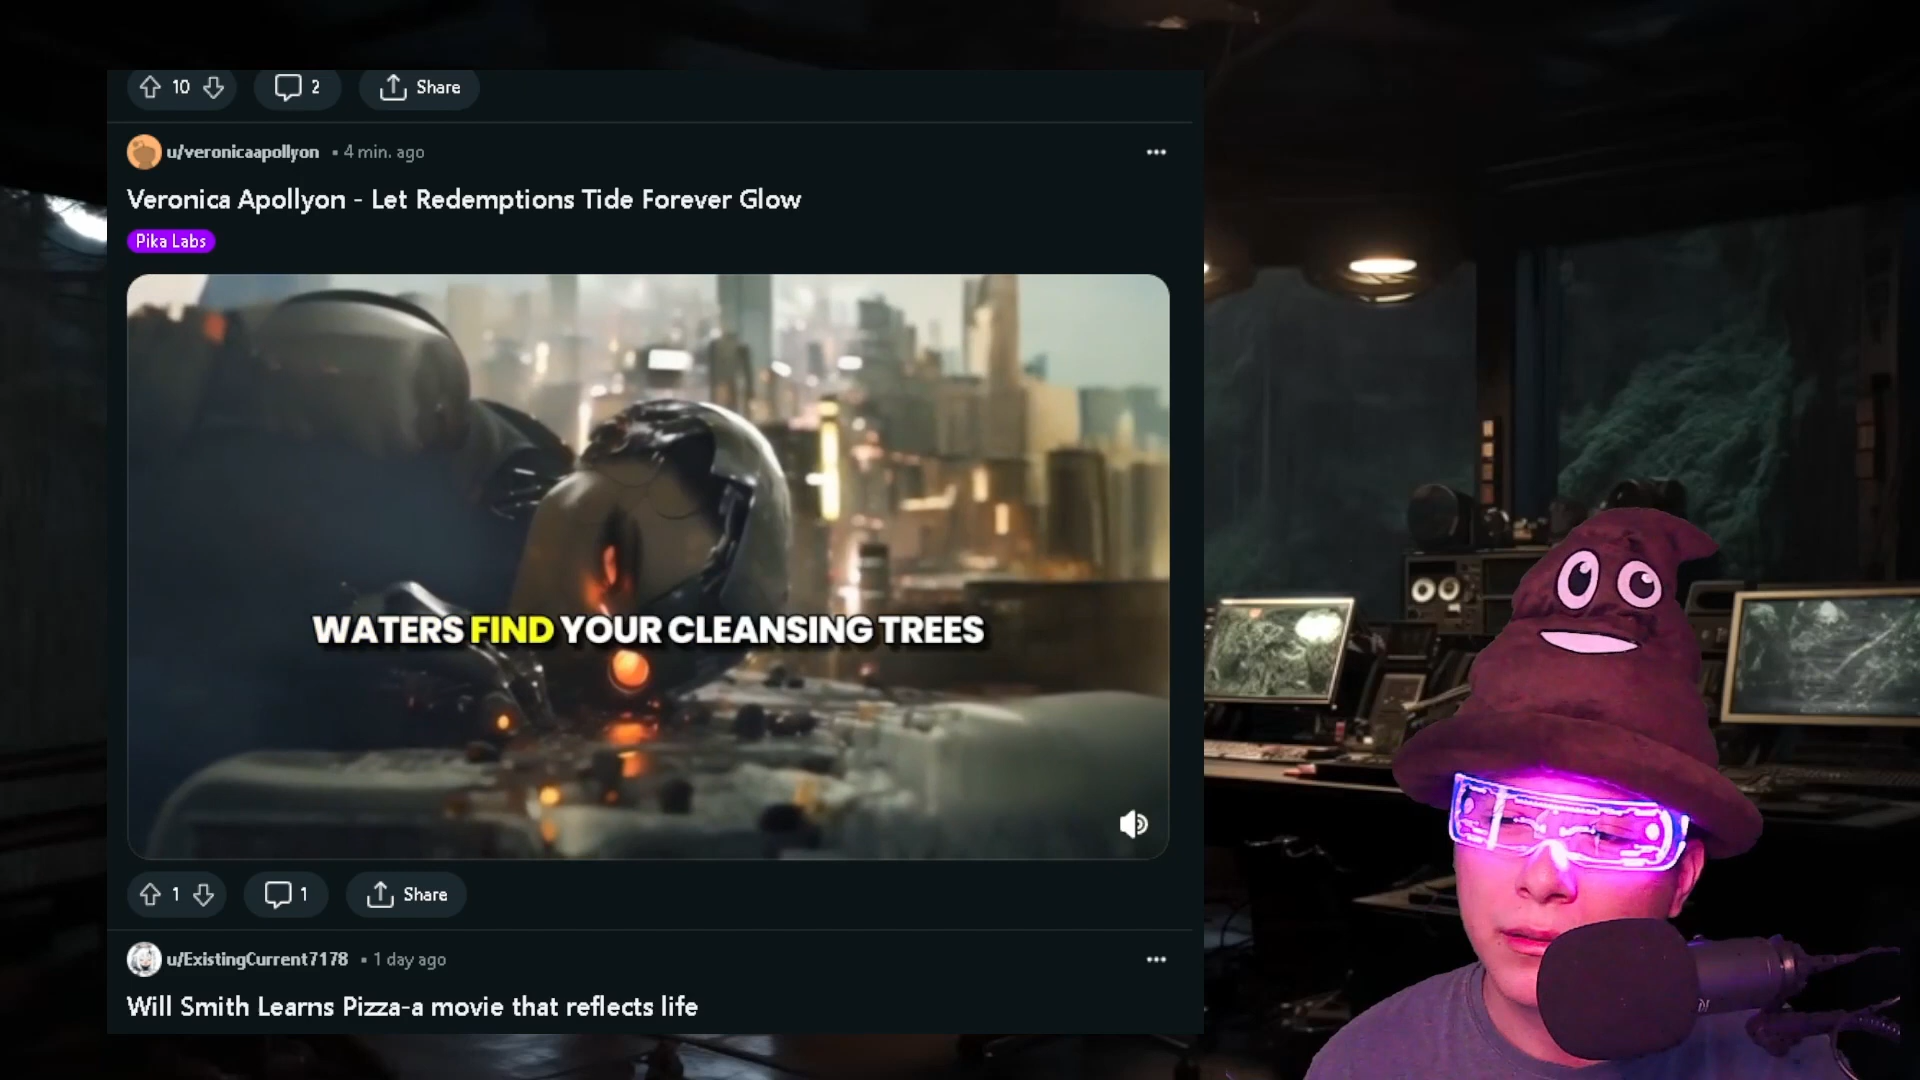 10
2
Share
u/veronicaapollyon • 4 min. ago
Veronica Apollyon - Let Redemptions Tide Forever Glow
Pika Labs
WATERS FIND YOUR CLEANSING TREES
1
1
Share
u/ExistingCurrent7178 • 1 day ago
Will Smith Learns Pizza-a movie that reflects life